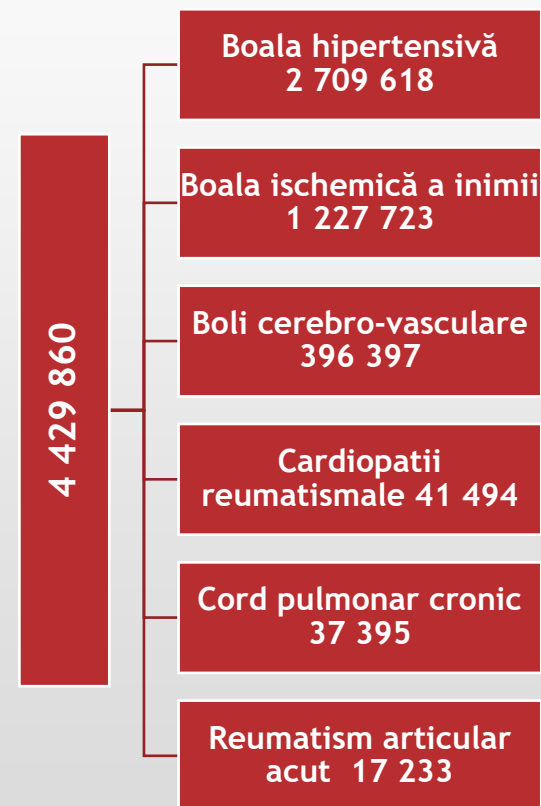 4 429 860
Boala hipertensivă
2 709 618
Boala ischemică a inimii
1 227 723
Boli cerebro-vasculare
396 397
Cardiopatii
reumatismale 41 494
Cord pulmonar cronic
37 395
Reumatism articular
acut 17 233